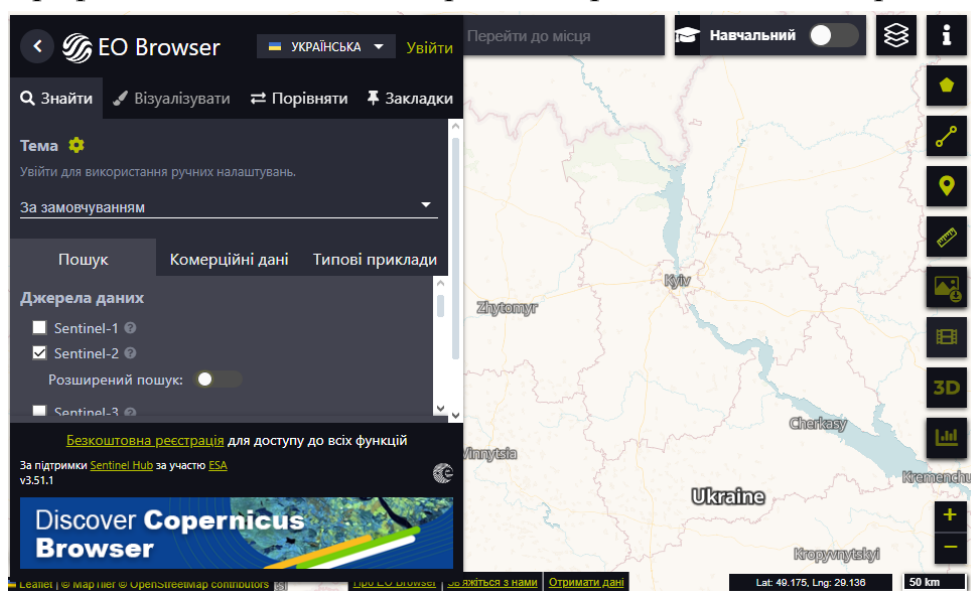 EO Browser
УКРАЇНСЬКА
Увійти
Перейти до місця
Навчальний
Знайти
Візуалізувати
Порівняти
Закладки
Тема
Увійти для використання ручних налаштувань.
За замовчуванням
Пошук
Комерційні дані
Типові приклади
Джерела даних
Sentinel-1
Sentinel-2
Розширений пошук:
Sentinel-3
Безкоштовна реєстрація для доступу до всіх функцій
За підтримки Sentinel Hub за участю ESA
v3.51.1
Discover Copernicus
Browser
Kyiv
Zhytomyr
Cherkasy
Vinnytsia
Kremenchu
Ukraine
Kropyvnytskyi
3D
Leaflet | © MapTiler © OpenStreetMap contributors
Про EO Browser
Зв'яжіться з нами
Отримати дані
Lat: 49.175, Lng: 29.136
50 km